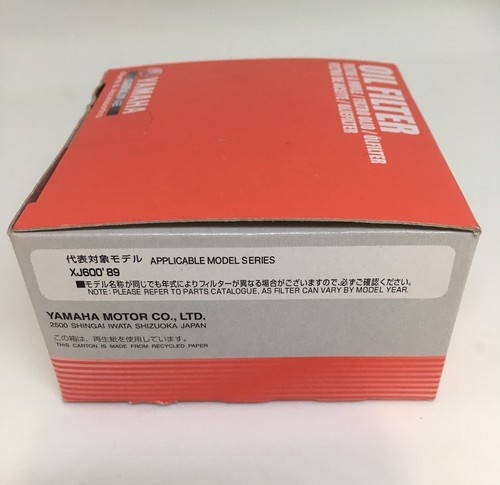 YAMAHA
OIL FILTER
代表対象モデル APPLICABLE MODEL SERIES
XJ600'89
■モデル名称が同じでも年式によりフィルターが異なる場合がございますので,必ずご確認ください。
NOTE: PLEASE REFER TO PARTS CATALOGUE, AS FILTER CAN VARY BY MODEL YEAR.
YAMAHA MOTOR CO., LTD.
2500 SHINGAI IWATA SHIZUOKA JAPAN
この箱は、再生紙を使用しています。
THIS CARTON IS MADE FROM RECYCLED PAPER